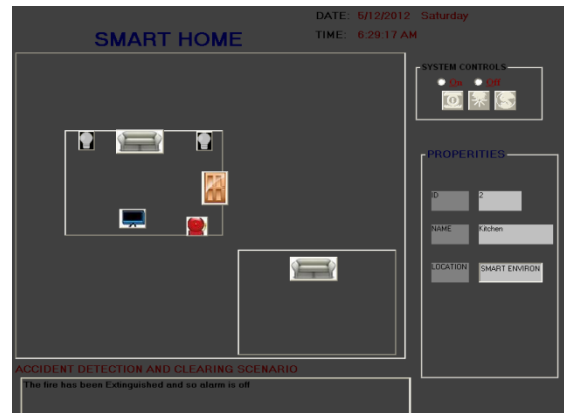 DATE: 6/12/2012 Saturday
SMART HOME
TIME: 6:29:17 AM
SYSTEM CONTROLS
On Off
PROPERITIES
ID 2
NAME Kitchen
LOCATION SMART ENVIRON
ACCIDENT DETECTION AND CLEARING SCENARIO
The fire has been Extinguished and so alarm is off